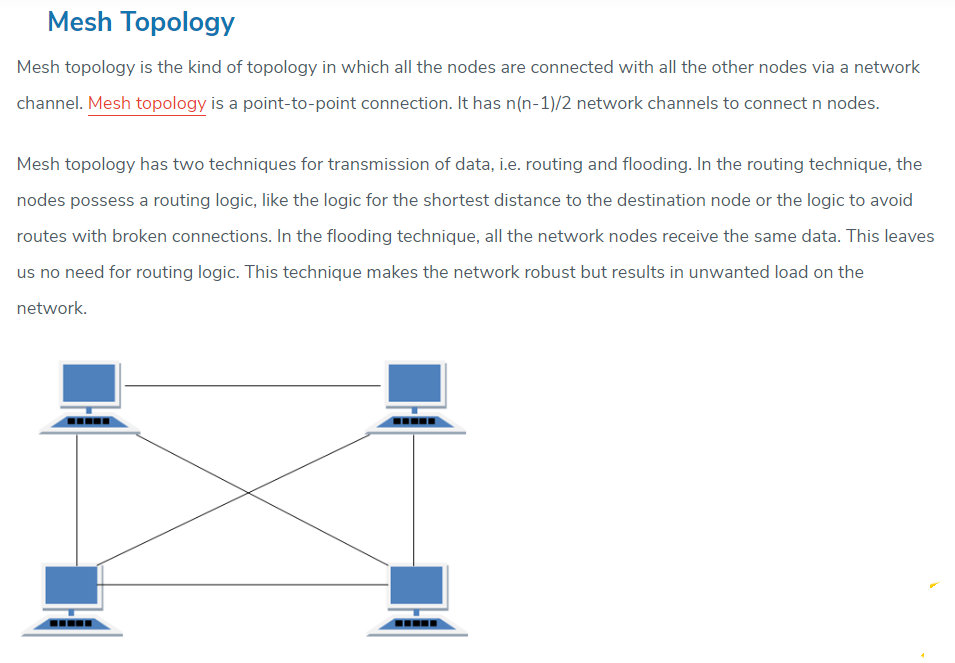 Mesh Topology
Mesh topology is the kind of topology in which all the nodes are connected with all the other nodes via a network
channel. Mesh topology is a point-to-point connection. It has n(n-1)/2 network channels to connect n nodes.
Mesh topology has two techniques for transmission of data, i.e. routing and flooding. In the routing technique, the
nodes possess a routing logic, like the logic for the shortest distance to the destination node or the logic to avoid
routes with broken connections. In the flooding technique, all the network nodes receive the same data. This leaves
us no need for routing logic. This technique makes the network robust but results in unwanted load on the
network.